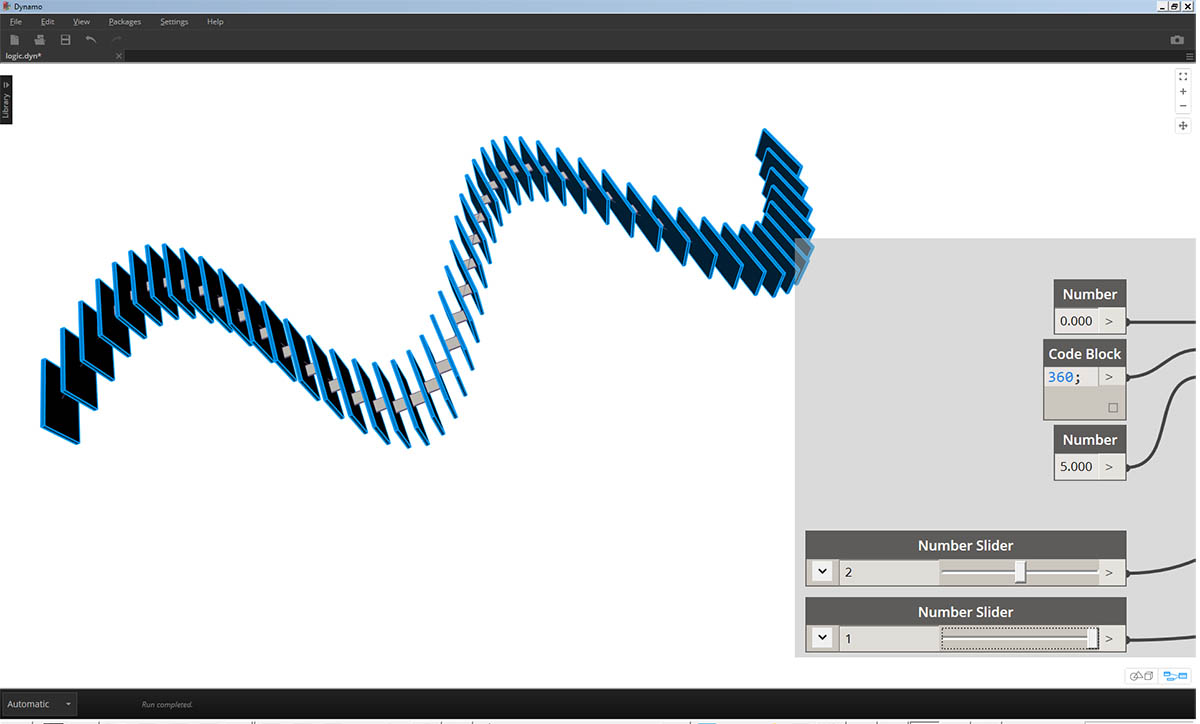 Dynamo
File Edit View Packages Settings Help
logic.dyn*
Library
Number
0.000 >
Code Block
360; >
Number
5.000 >
Number Slider
2 >
Number Slider
1 >
Automatic Run completed.